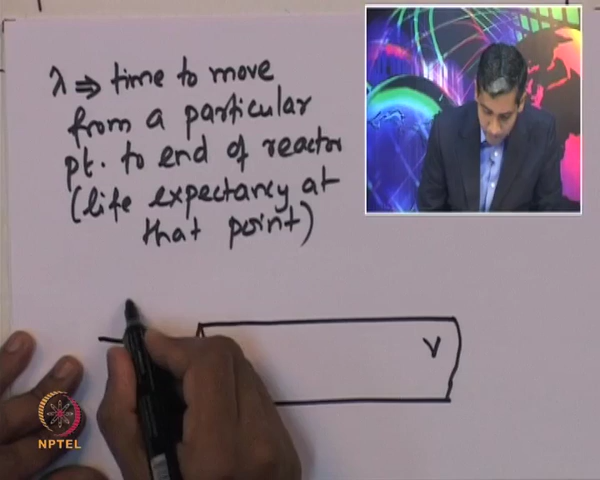 λ ⇒ time to move
from a particular
pt. to end of reactor
(life expectancy at
that point)
V
NPTEL